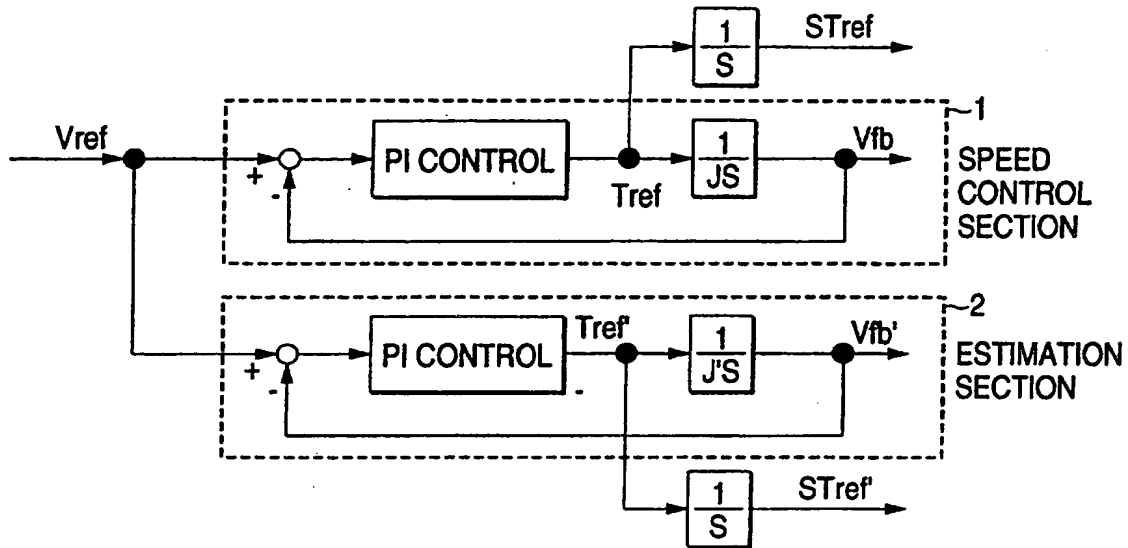 1
S
STref
~1
Vref
+
-
PI CONTROL
Tref
1
JS
Vfb
SPEED
CONTROL
SECTION
~2
+
-
PI CONTROL
-
Tref'
1
J'S
Vfb'
ESTIMATION
SECTION
1
S
STref'